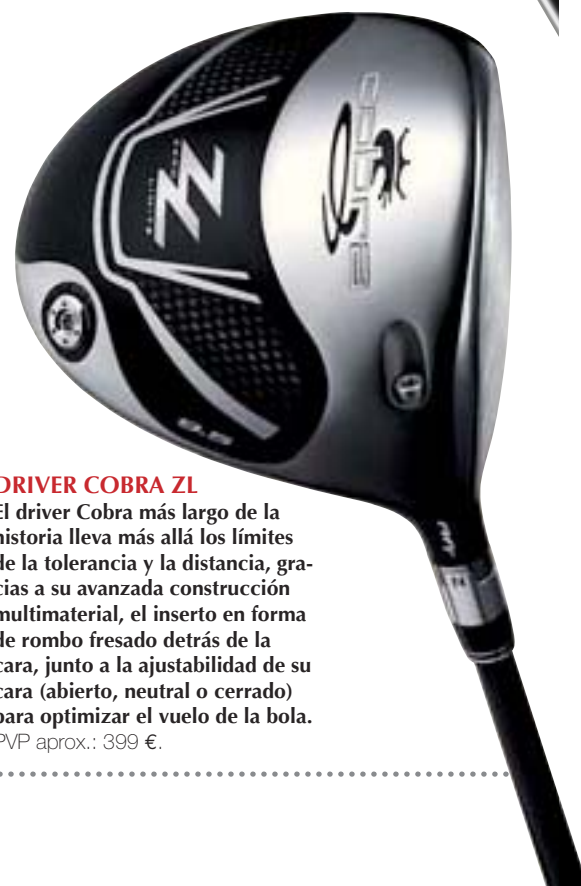 ZL
cobra
9.5
DRIVER COBRA ZL
El driver Cobra más largo de la
historia lleva más allá los límites
de la tolerancia y la distancia, gra-
cias a su avanzada construcción
multimaterial, el inserto en forma
de rombo fresado detrás de la
cara, junto a la ajustabilidad de su
cara (abierto, neutral o cerrado)
para optimizar el vuelo de la bola.
PVP aprox.: 399 €.